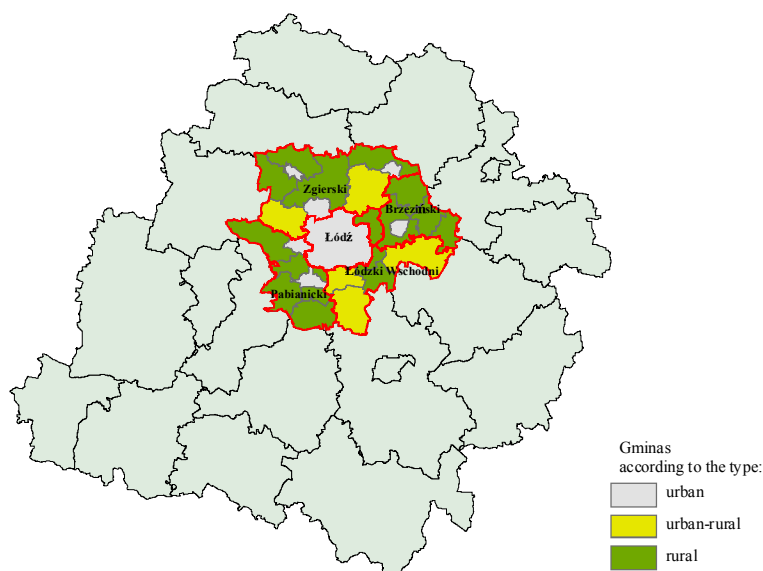 Zgierski
Brzeziński
Łódź
Łódzki Wschodni
Pabianicki
Gminas
according to the type:
urban
urban-rural
rural